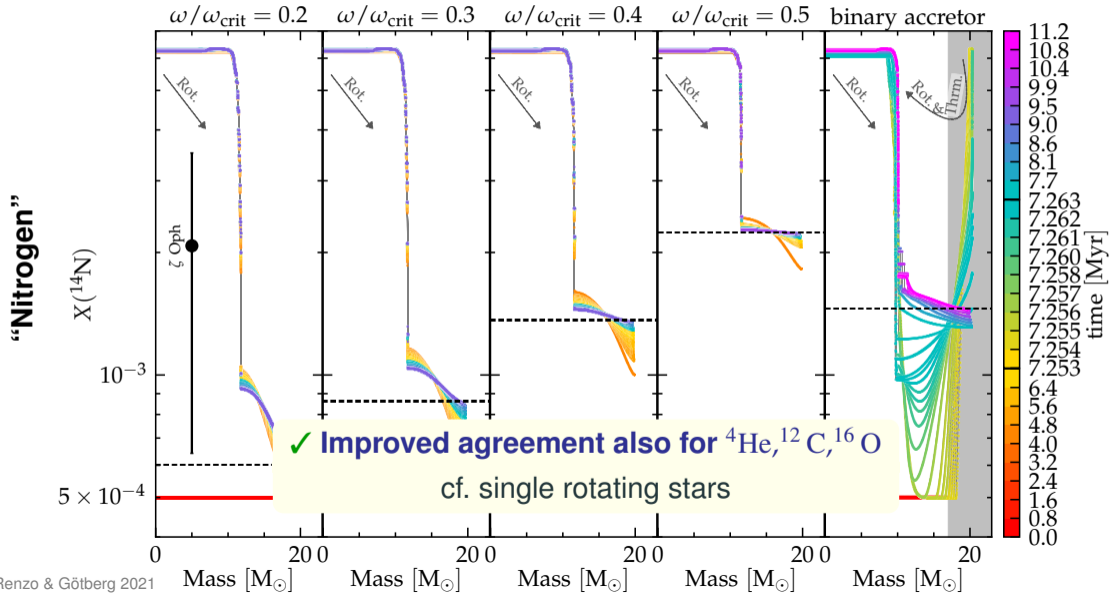 ω/ω_crit = 0.2 ω/ω_crit = 0.3 ω/ω_crit = 0.4 ω/ω_crit = 0.5 binary accretor
“Nitrogen”
X(¹⁴N)
10⁻³
5 × 10⁻⁴
Rot.
Rot.
Rot.
Rot.
Rot.
Rot. & Thrm.
ζ Oph
✓ Improved agreement also for ⁴He,¹²C,¹⁶O
cf. single rotating stars
0 20 0 20 0 20 0 20 0 20
Mass [M⊙] Mass [M⊙] Mass [M⊙] Mass [M⊙] Mass [M⊙]
11.2
10.8
10.4
9.9
9.5
9.0
8.6
8.1
7.7
7.263
7.262
7.261
7.260
7.258
7.257
7.256
7.255
7.254
7.253
6.4
5.6
4.8
4.0
3.2
2.4
1.6
0.8
0.0
time [Myr]
Renzo & Götberg 2021